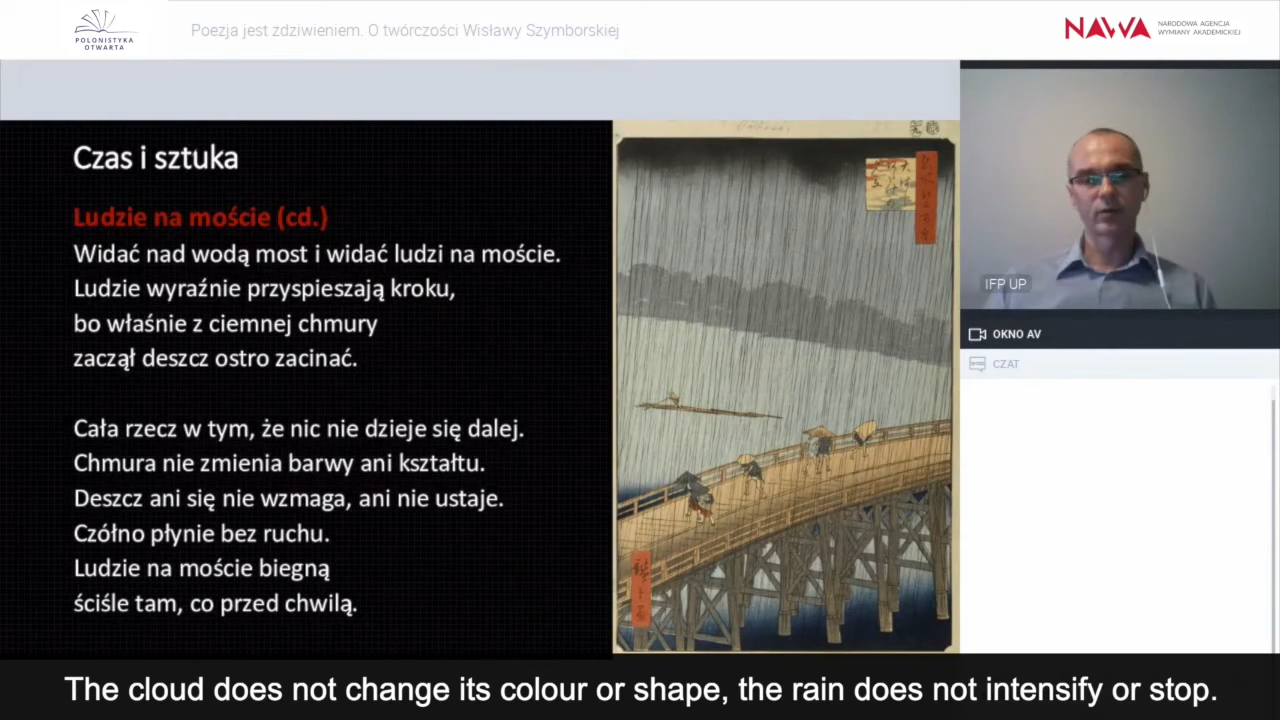 POLONISTYKA
OTWARTA
Poezja jest zdziwieniem. O twórczości Wisławy Szymborskiej
NAWA
NARODOWA AGENCJA
WYMIANY AKADEMICKIEJ
Czas i sztuka
Ludzie na moście (cd.)
Widać nad wodą most i widać ludzi na moście.
Ludzie wyraźnie przyspieszają kroku,
bo właśnie z ciemnej chmury
zaczął deszcz ostro zacinać.
Cała rzecz w tym, że nic nie dzieje się dalej.
Chmura nie zmienia barwy ani kształtu.
Deszcz ani się nie wzmaga, ani nie ustaje.
Czółno płynie bez ruchu.
Ludzie na moście biegną
ściśle tam, co przed chwilą.
IFP UP
OKNO AV
CZAT
The cloud does not change its colour or shape, the rain does not intensify or stop.